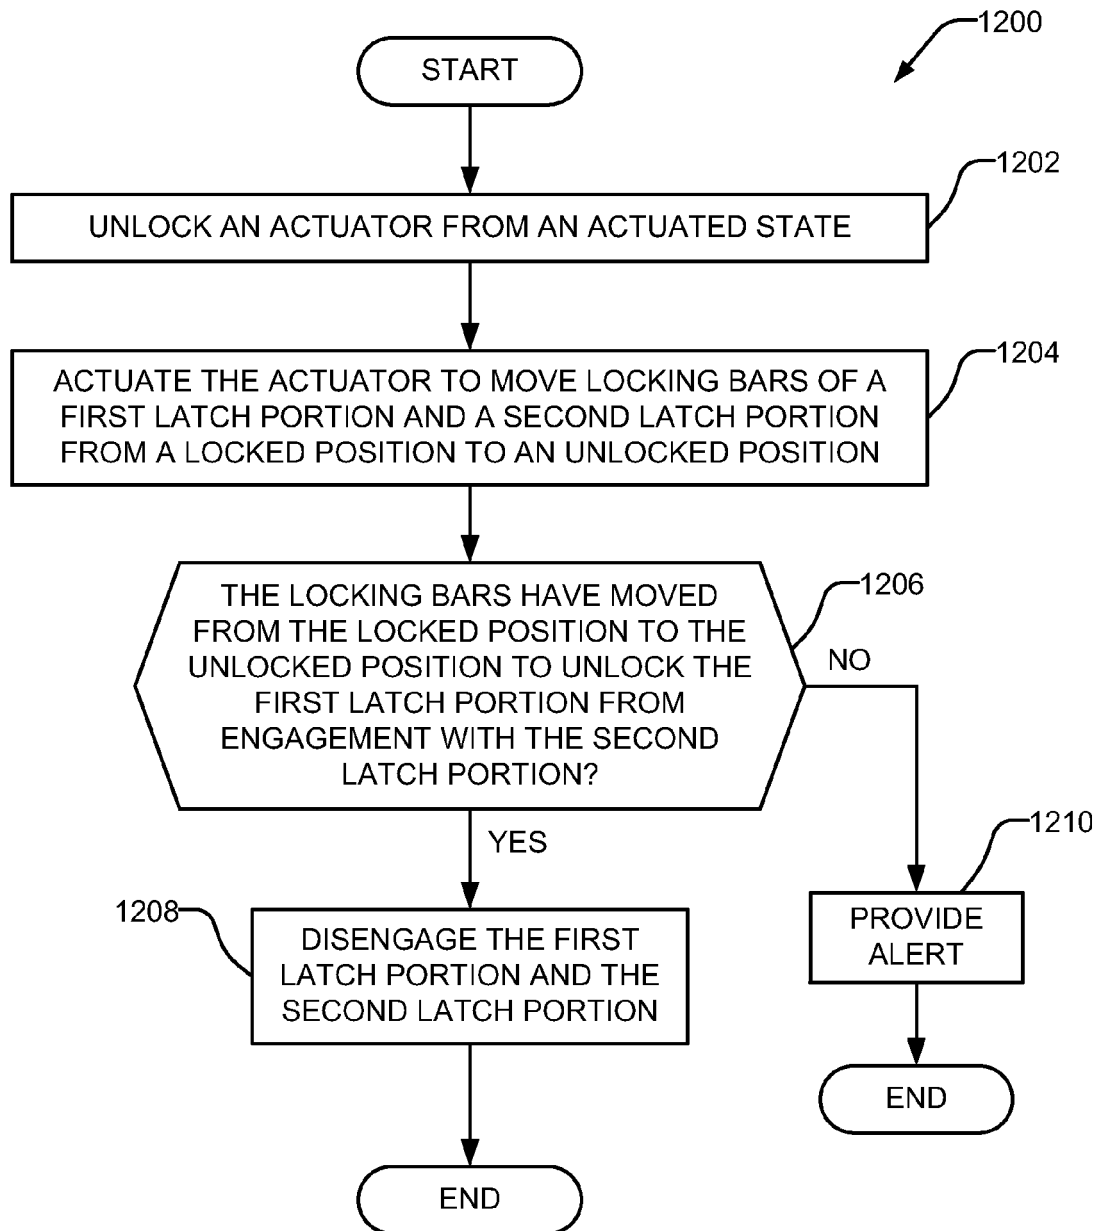 1200
START
1202
UNLOCK AN ACTUATOR FROM AN ACTUATED STATE
1204
ACTUATE THE ACTUATOR TO MOVE LOCKING BARS OF A
FIRST LATCH PORTION AND A SECOND LATCH PORTION
FROM A LOCKED POSITION TO AN UNLOCKED POSITION
1206
THE LOCKING BARS HAVE MOVED
FROM THE LOCKED POSITION TO THE
UNLOCKED POSITION TO UNLOCK THE
FIRST LATCH PORTION FROM
ENGAGEMENT WITH THE SECOND
LATCH PORTION?
NO
YES
1210
PROVIDE
ALERT
1208
DISENGAGE THE FIRST
LATCH PORTION AND THE
SECOND LATCH PORTION
END
END